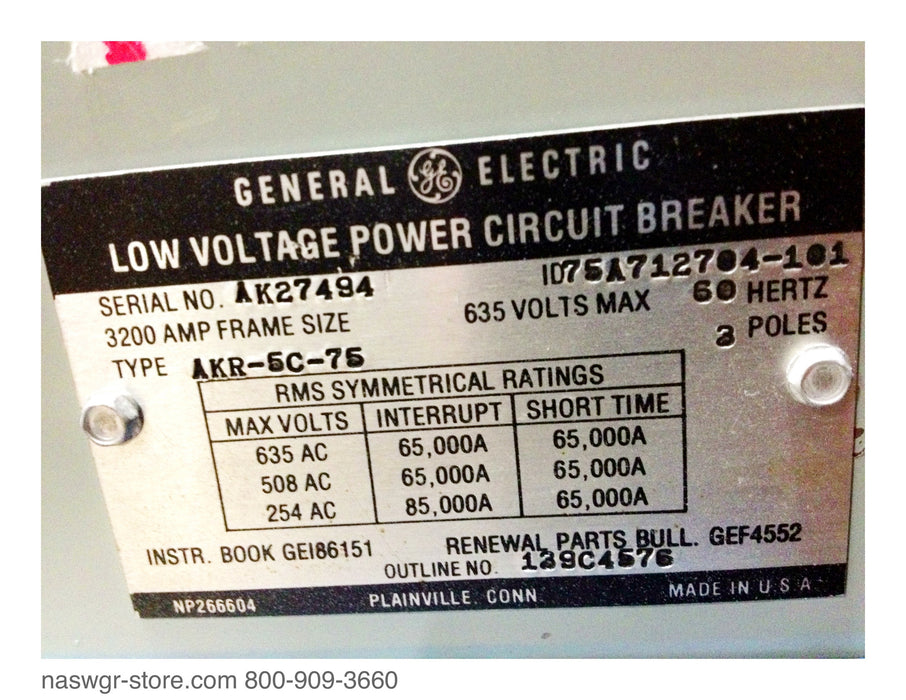 GENERAL GE ELECTRIC
LOW VOLTAGE POWER CIRCUIT BREAKER
SERIAL NO. AK27494 ID75A712704-101
3200 AMP FRAME SIZE 635 VOLTS MAX 60 HERTZ
TYPE AKR-5C-75 3 POLES
RMS SYMMETRICAL RATINGS
MAX VOLTS INTERRUPT SHORT TIME
635 AC 65,000A 65,000A
508 AC 65,000A 65,000A
254 AC 85,000A 65,000A
INSTR. BOOK GEI86151 RENEWAL PARTS BULL. GEF4552
OUTLINE NO. 139C4576
NP266604 PLAINVILLE. CONN MADE IN U.S.A
naswgr-store.com 800-909-3660